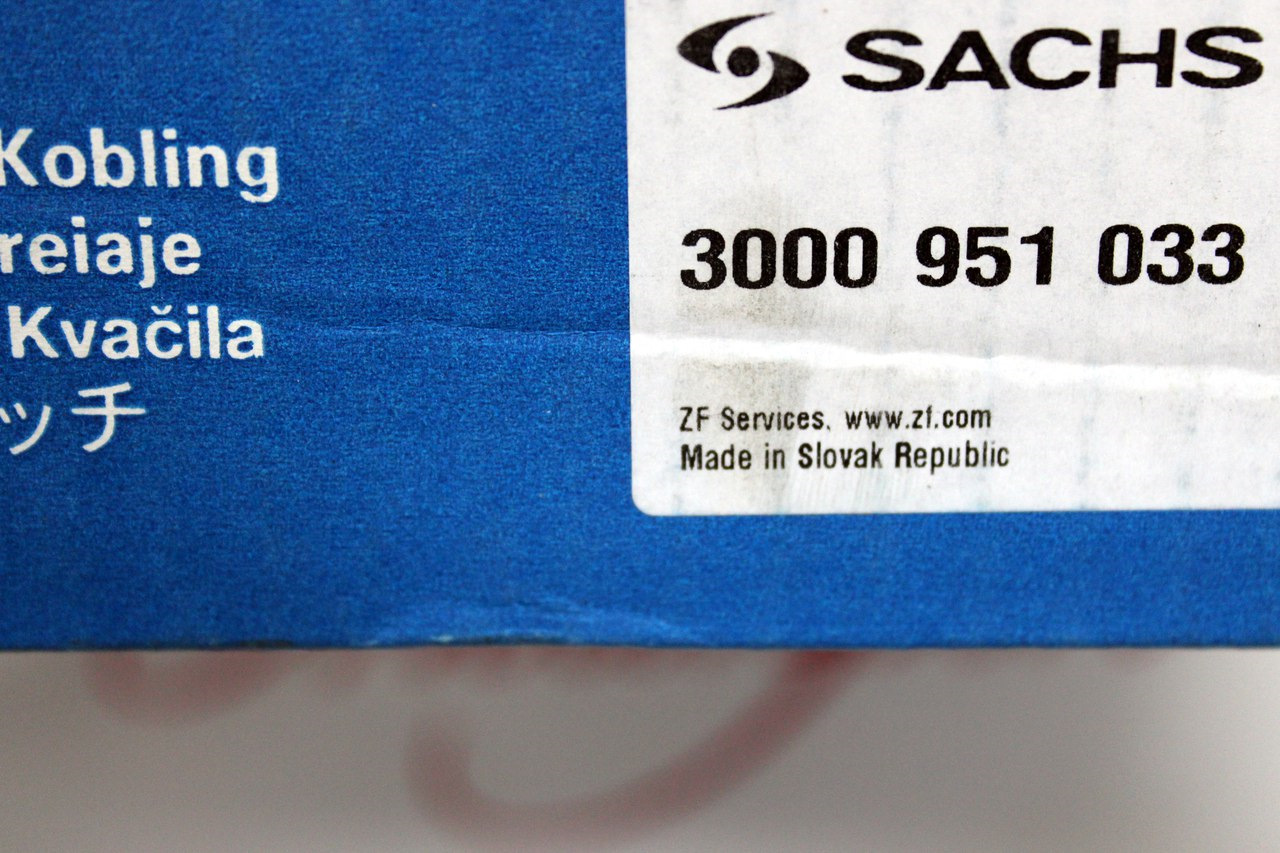 Kobling
reiaje
Kvačila
ッチ
SACHS
3000 951 033
ZF Services, www.zf.com
Made in Slovak Republic